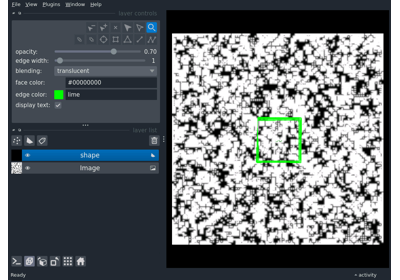 File View Plugins Window Help
layer controls
opacity: 0.70
edge width: 1
blending: translucent
face color: #00000000
edge color: lime
display text:
layer list
shape
Image
Ready
activity